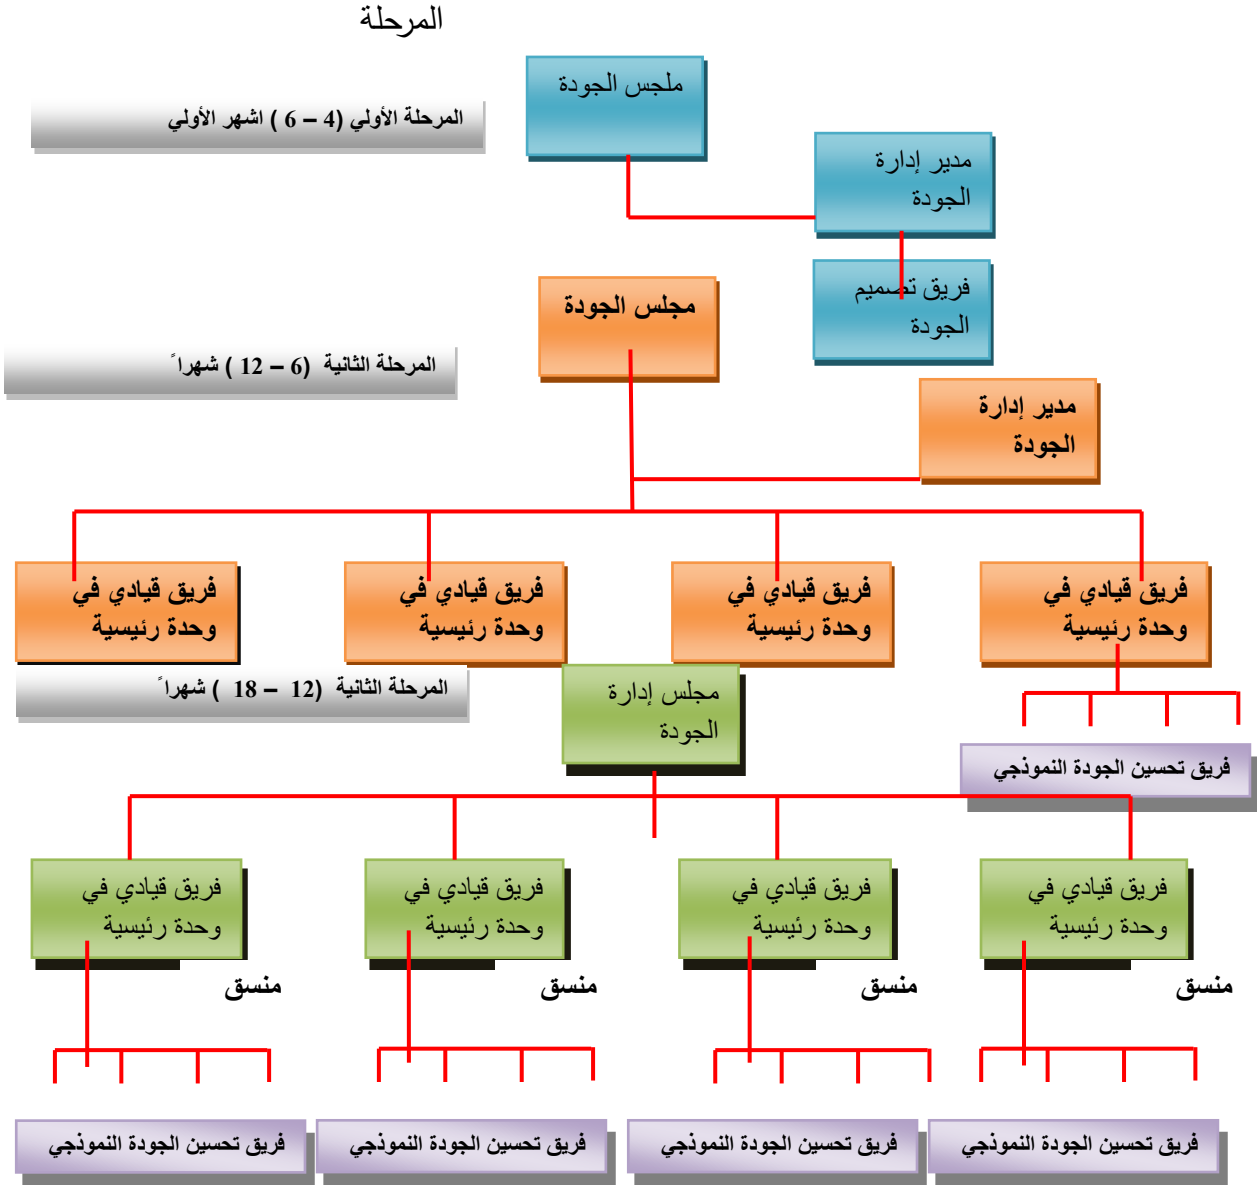 المرحلة
ملجس الجودة
المرحلة الأولي (4 – 6 ) اشهر الأولي
مدير إدارة
الجودة
فريق تصميم
الجودة
مجلس الجودة
المرحلة الثانية (6 – 12 ) شهراً
مدير إدارة
الجودة
فريق قيادي في
وحدة رئيسية
فريق قيادي في
وحدة رئيسية
فريق قيادي في
وحدة رئيسية
فريق قيادي في
وحدة رئيسية
مجلس إدارة
الجودة
المرحلة الثانية (12 – 18 ) شهراً
فريق تحسين الجودة النموذجي
فريق قيادي في
وحدة رئيسية
فريق قيادي في
وحدة رئيسية
فريق قيادي في
وحدة رئيسية
فريق قيادي في
وحدة رئيسية
منسق
منسق
منسق
منسق
فريق تحسين الجودة النموذجي
فريق تحسين الجودة النموذجي
فريق تحسين الجودة النموذجي
فريق تحسين الجودة النموذجي